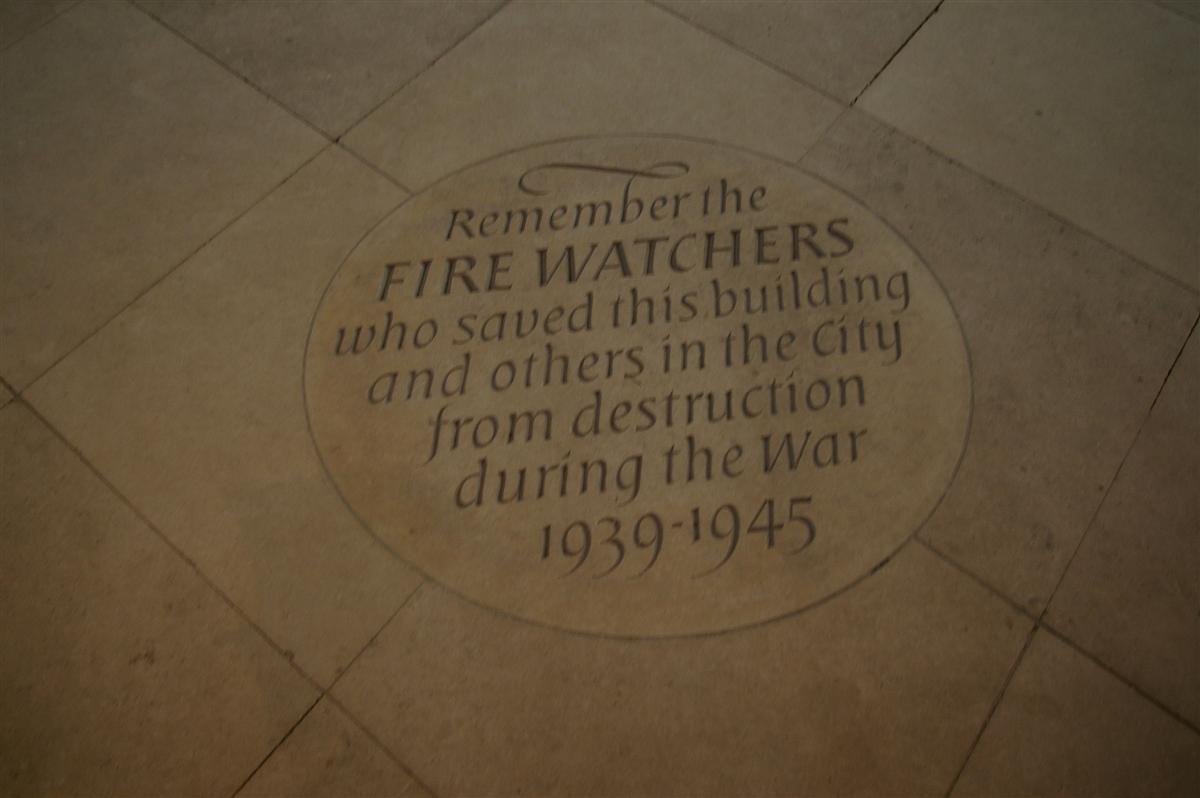 Remember the
FIRE WATCHERS
who saved this building
and others in the City
from destruction
during the War
1939-1945